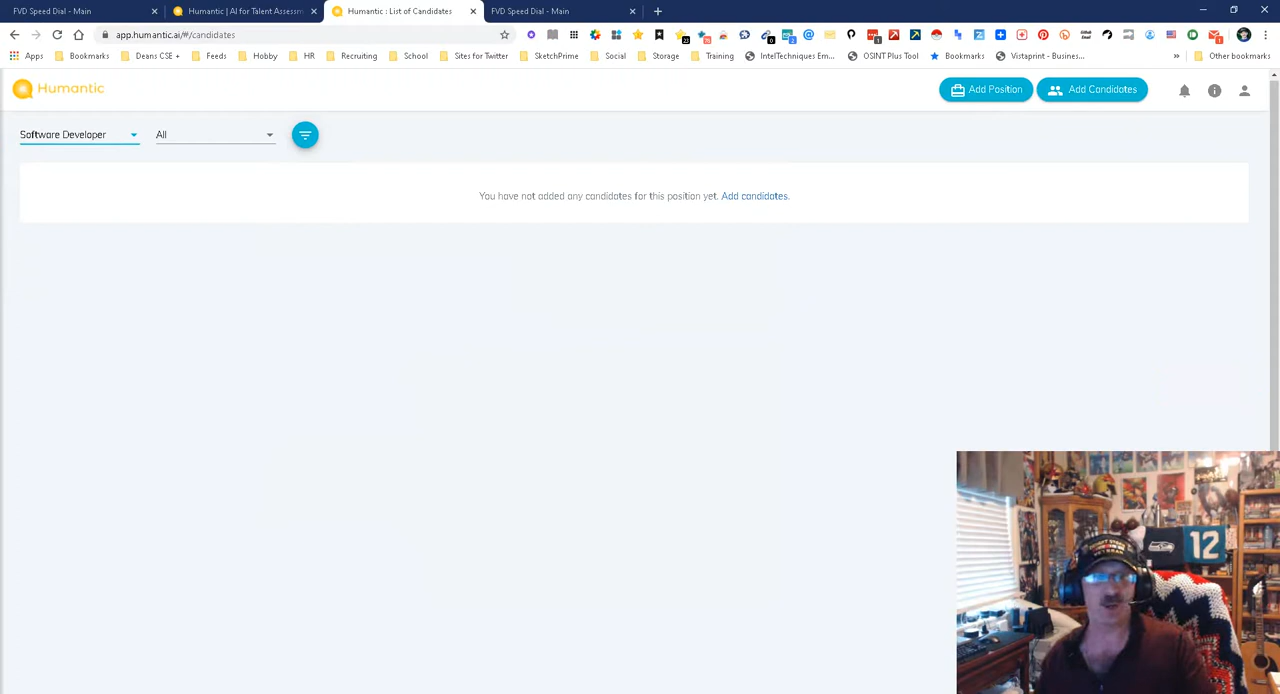 FVD Speed Dial - Main
Humantic | AI for Talent Assessm
Humantic : List of Candidates
FVD Speed Dial - Main
app.humantic.ai/#/candidates
Apps
Bookmarks
Deans CSE +
Feeds
Hobby
HR
Recruiting
School
Sites for Twitter
SketchPrime
Social
Storage
Training
IntelTechniques Em...
OSINT Plus Tool
Bookmarks
Vistaprint - Busines...
»
Other bookmarks
Humantic
Add Position
Add Candidates
Software Developer
All
You have not added any candidates for this position yet. Add candidates.
12